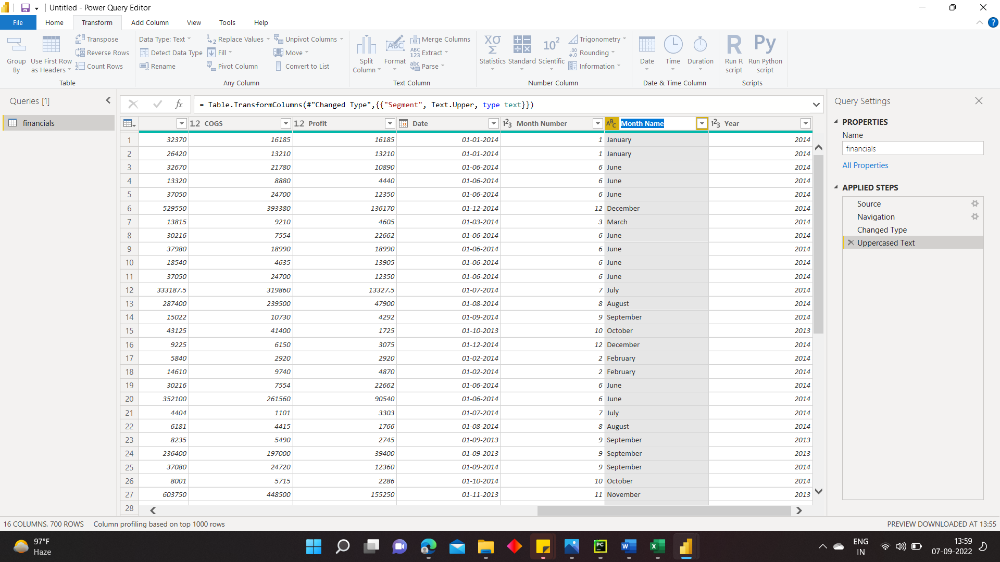 Untitled - Power Query Editor
File Home Transform Add Column View Tools Help
Group By
Use First Row as Headers
Transpose
Reverse Rows
Count Rows
Table
Data Type: Text
Detect Data Type
Rename
Replace Values
Fill
Pivot Column
Unpivot Columns
Move
Convert to List
Any Column
Split Column
Format
Merge Columns
Extract
Parse
Text Column
Statistics
Standard
Scientific
Trigonometry
Rounding
Information
Number Column
Date
Time
Duration
Date & Time Column
Run R script
Run Python script
Scripts
Queries [1]
financials
fx = Table.TransformColumns(#"Changed Type",{{"Segment", Text.Upper, type text}})
1.2 COGS 1.2 Profit Date 123 Month Number ABC Month Name 123 Year
1 32370 16185 16185 01-01-2014 1 January 2014
2 26420 13210 13210 01-01-2014 1 January 2014
3 32670 21780 10890 01-06-2014 6 June 2014
4 13320 8880 4440 01-06-2014 6 June 2014
5 37050 24700 12350 01-06-2014 6 June 2014
6 529550 393380 136170 01-12-2014 12 December 2014
7 13815 9210 4605 01-03-2014 3 March 2014
8 30216 7554 22662 01-06-2014 6 June 2014
9 37980 18990 18990 01-06-2014 6 June 2014
10 18540 4635 13905 01-06-2014 6 June 2014
11 37050 24700 12350 01-06-2014 6 June 2014
12 333187.5 319860 13327.5 01-07-2014 7 July 2014
13 287400 239500 47900 01-08-2014 8 August 2014
14 15022 10730 4292 01-09-2014 9 September 2014
15 43125 41400 1725 01-10-2013 10 October 2013
16 9225 6150 3075 01-12-2014 12 December 2014
17 5840 2920 2920 01-02-2014 2 February 2014
18 14610 9740 4870 01-02-2014 2 February 2014
19 30216 7554 22662 01-06-2014 6 June 2014
20 352100 261560 90540 01-06-2014 6 June 2014
21 4404 1101 3303 01-07-2014 7 July 2014
22 6181 4415 1766 01-08-2014 8 August 2014
23 8235 5490 2745 01-09-2013 9 September 2013
24 236400 197000 39400 01-09-2013 9 September 2013
25 37080 24720 12360 01-09-2014 9 September 2014
26 8001 5715 2286 01-10-2014 10 October 2014
27 603750 448500 155250 01-11-2013 11 November 2013
28
Query Settings
PROPERTIES
Name
financials
All Properties
APPLIED STEPS
Source
Navigation
Changed Type
Uppercased Text
16 COLUMNS, 700 ROWS Column profiling based on top 1000 rows
PREVIEW DOWNLOADED AT 13:55
97°F
Haze
ENG
IN
13:59
07-09-2022